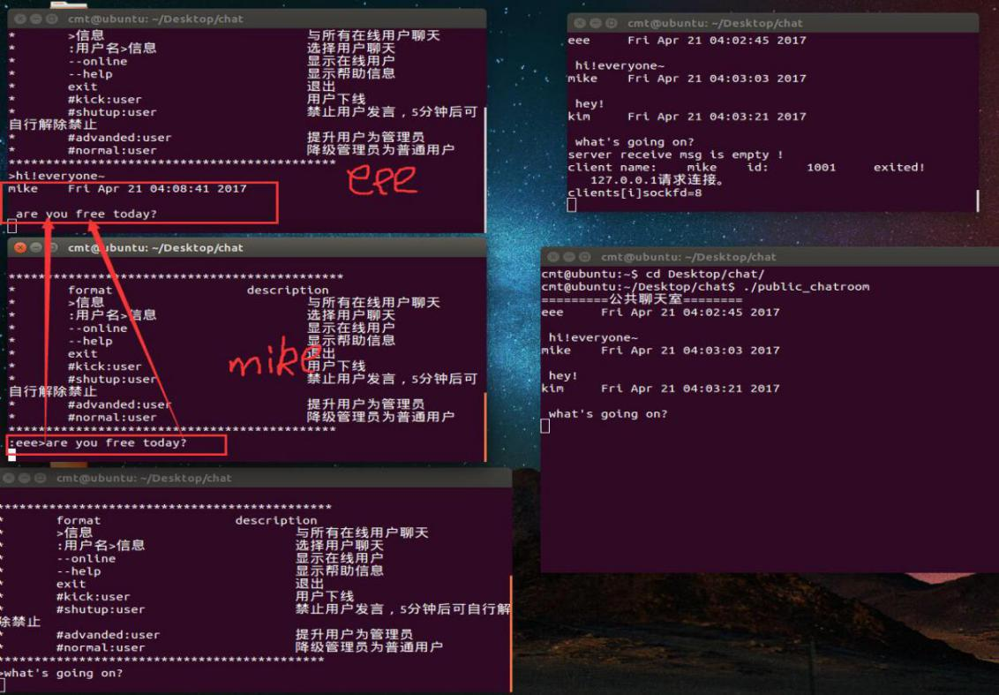 cmt@ubuntu: ~/Desktop/chat
* >信息 与所有在线用户聊天
* :用户名>信息 选择用户聊天
* --online 显示在线用户
* --help 显示帮助信息
* exit 退出
* #kick:user 用户下线
* #shutup:user 禁止用户发言，5分钟后可
自行解除禁止
* #advanded:user 提升用户为管理员
* #normal:user 降级管理员为普通用户
*********************************************
>hi!everyone~
mike Fri Apr 21 04:08:41 2017
are you free today?
eee
cmt@ubuntu: ~/Desktop/chat
**********************************************
* format description
* >信息 与所有在线用户聊天
* :用户名>信息 选择用户聊天
* --online 显示在线用户
* --help 显示帮助信息
* exit 退出
* #kick:user 用户下线
* #shutup:user 禁止用户发言，5分钟后可
自行解除禁止
* #advanded:user 提升用户为管理员
* #normal:user 降级管理员为普通用户
*********************************************
:eee>are you free today?
mike
cmt@ubuntu: ~/Desktop/chat
**********************************************
* format description
* >信息 与所有在线用户聊天
* :用户名>信息 选择用户聊天
* --online 显示在线用户
* --help 显示帮助信息
* exit 退出
* #kick:user 用户下线
* #shutup:user 禁止用户发言，5分钟后可自行解
除禁止
* #advanded:user 提升用户为管理员
* #normal:user 降级管理员为普通用户
*********************************************
>what's going on?
cmt@ubuntu: ~/Desktop/chat
eee Fri Apr 21 04:02:45 2017
hi!everyone~
mike Fri Apr 21 04:03:03 2017
hey!
kim Fri Apr 21 04:03:21 2017
what's going on?
server receive msg is empty !
client name: mike id: 1001 exited!
127.0.0.1请求连接。
clients[i]sockfd=8
cmt@ubuntu: ~/Desktop/chat
cmt@ubuntu:~$ cd Desktop/chat/
cmt@ubuntu:~/Desktop/chat$ ./public_chatroom
=========公共聊天室========
eee Fri Apr 21 04:02:45 2017
hi!everyone~
mike Fri Apr 21 04:03:03 2017
hey!
kim Fri Apr 21 04:03:21 2017
what's going on?